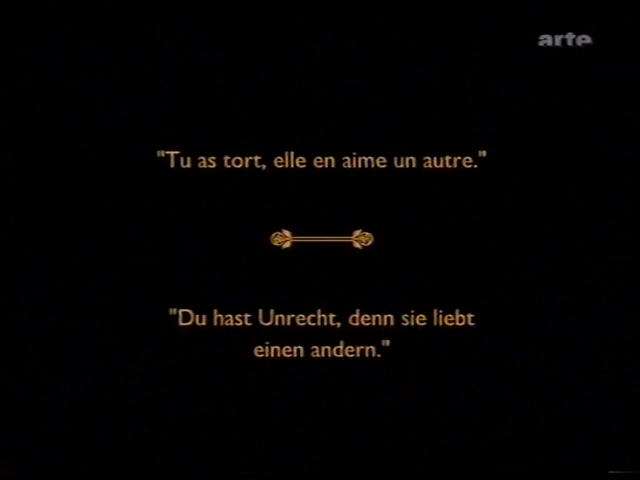 arte
"Tu as tort, elle en aime un autre."
"Du hast Unrecht, denn sie liebt
einen andern."